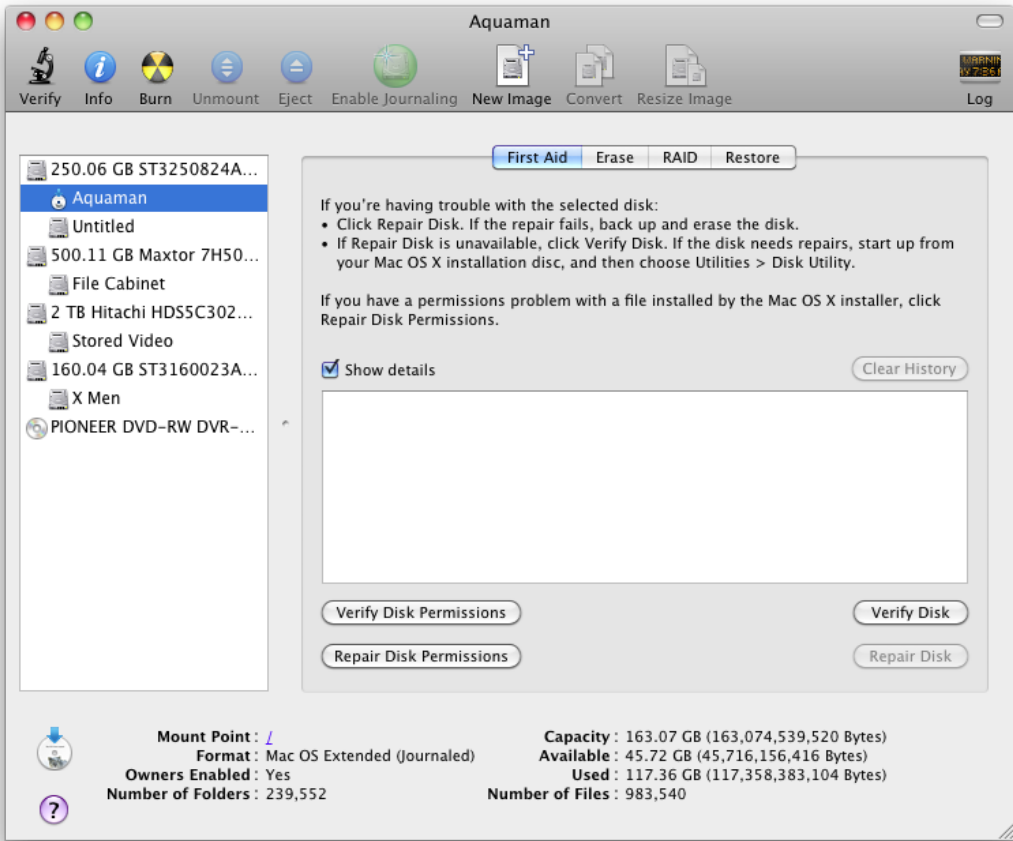 Aquaman
Verify Info Burn Unmount Eject Enable Journaling New Image Convert Resize Image Log
250.06 GB ST3250824A...
Aquaman
Untitled
500.11 GB Maxtor 7H50...
File Cabinet
2 TB Hitachi HDS5C302...
Stored Video
160.04 GB ST3160023A...
X Men
PIONEER DVD-RW DVR-...
First Aid Erase RAID Restore
If you're having trouble with the selected disk:
• Click Repair Disk. If the repair fails, back up and erase the disk.
• If Repair Disk is unavailable, click Verify Disk. If the disk needs repairs, start up from
your Mac OS X installation disc, and then choose Utilities > Disk Utility.
If you have a permissions problem with a file installed by the Mac OS X installer, click
Repair Disk Permissions.
Show details Clear History
Verify Disk Permissions Verify Disk
Repair Disk Permissions Repair Disk
Mount Point : /
Format : Mac OS Extended (Journaled)
Owners Enabled : Yes
Number of Folders : 239,552
Capacity : 163.07 GB (163,074,539,520 Bytes)
Available : 45.72 GB (45,716,156,416 Bytes)
Used : 117.36 GB (117,358,383,104 Bytes)
Number of Files : 983,540
?